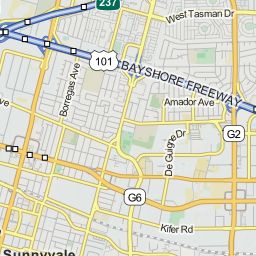 237
West Tasman Dr
101
BAYSHORE FREEWAY
Borregas Ave
Amador Ave
G2
De Guigne Dr
G6
Kifer Rd
Sunnyvale